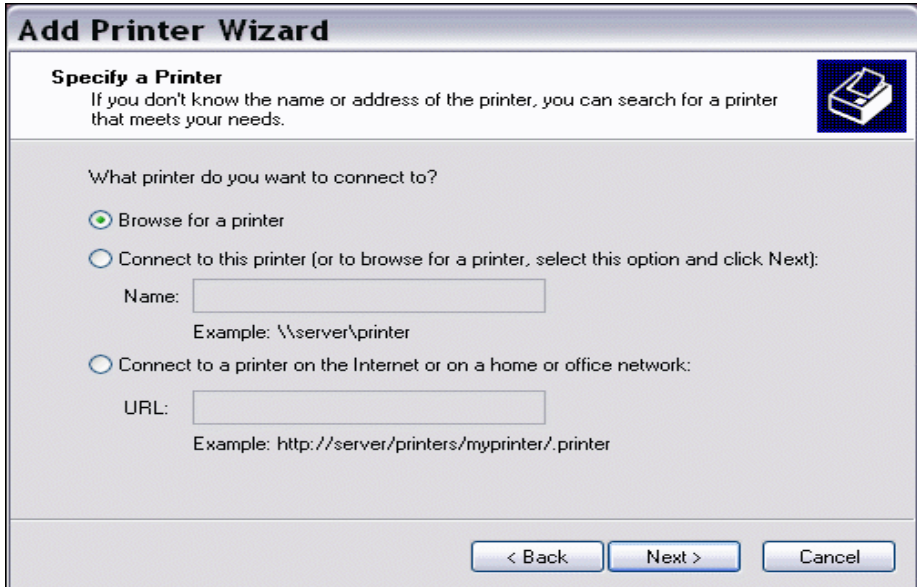 Add Printer Wizard
Specify a Printer
If you don't know the name or address of the printer, you can search for a printer
that meets your needs.
What printer do you want to connect to?
Browse for a printer
Connect to this printer (or to browse for a printer, select this option and click Next):
Name:
Example: \\server\printer
Connect to a printer on the Internet or on a home or office network:
URL:
Example: http://server/printers/myprinter/.printer
< Back Next > Cancel